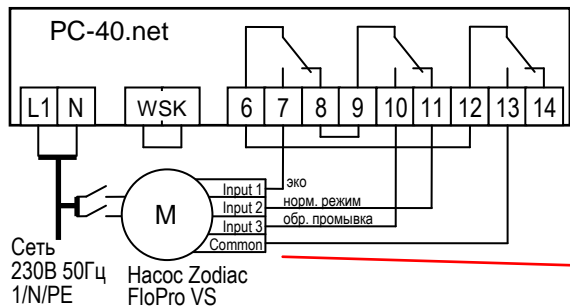 PC-40.net
L1 N WSK 6 7 8 9 10 11 12 13 14
Input 1 эко
Input 2 норм. режим
Input 3 обр. промывка
Common
M
Сеть
230В 50Гц
1/N/PE
Насос Zodiac
FloPro VS